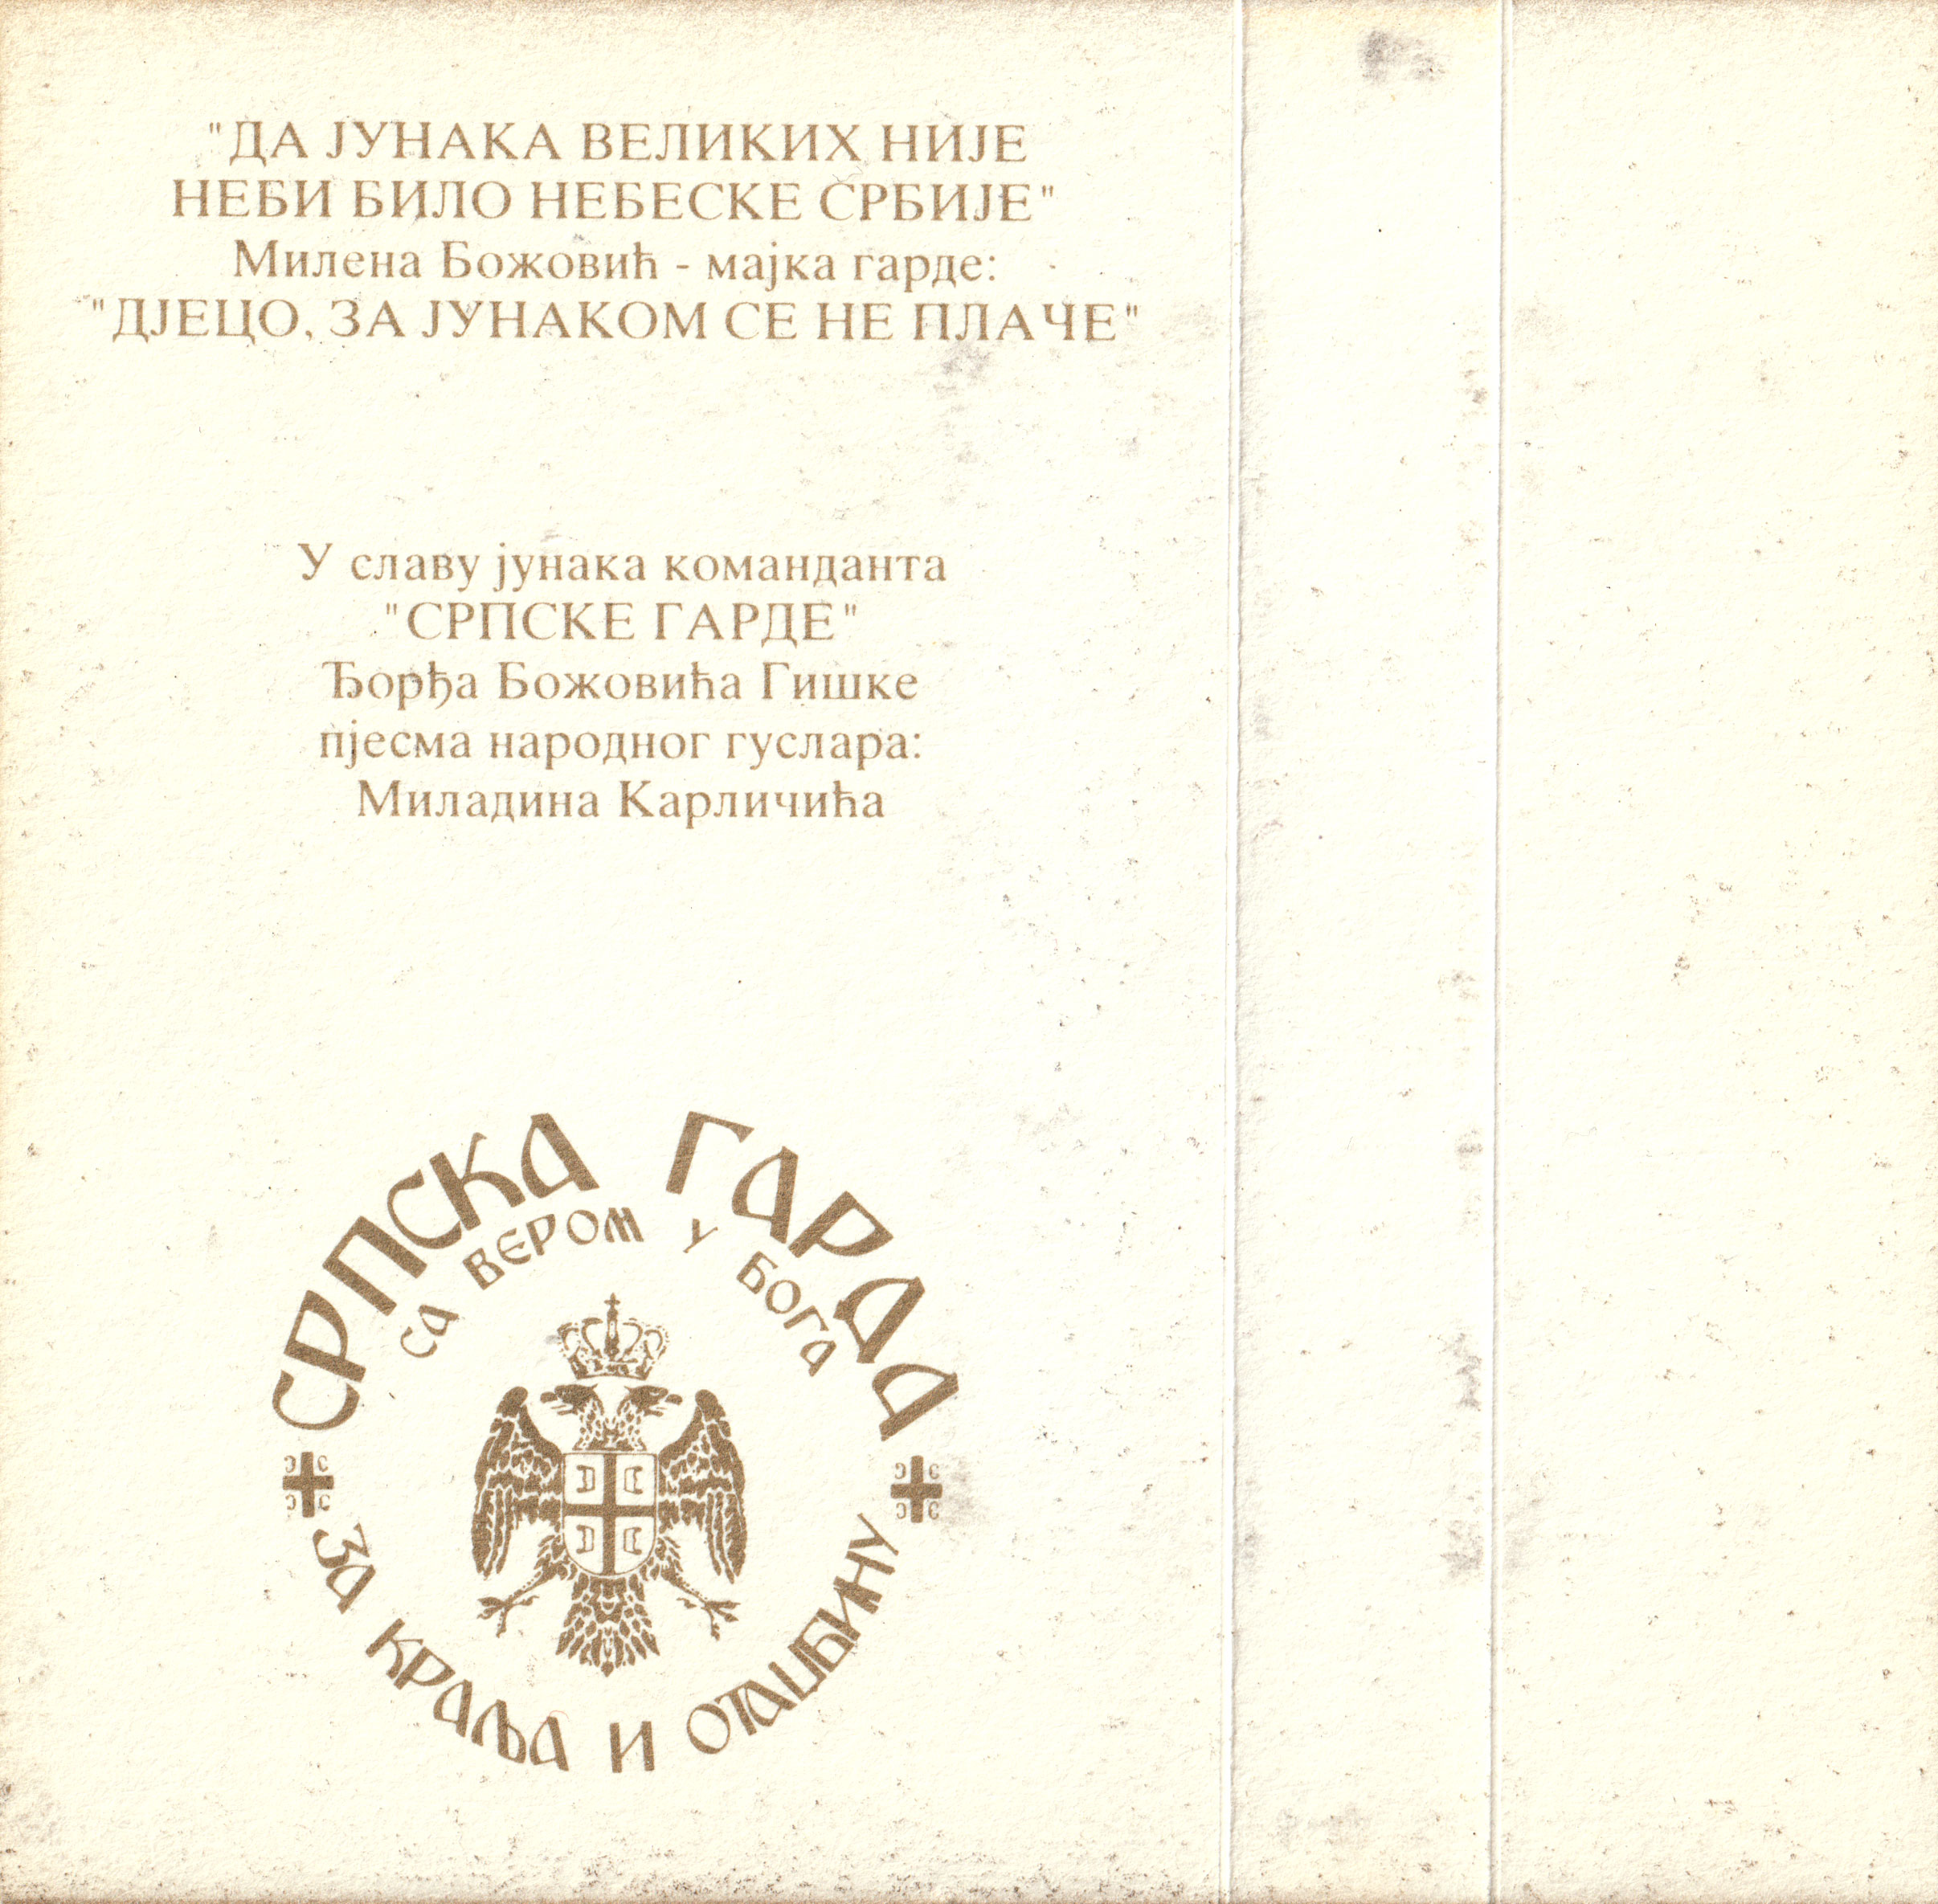 "ДА ЈУНАКА ВЕЛИКИХ НИЈЕ
НЕБИ БИЛО НЕБЕСКЕ СРБИЈЕ"
Милена Божовић - мајка гарде:
"ДЈЕЦО, ЗА ЈУНАКОМ СЕ НЕ ПЛАЧЕ"
У славу јунака команданта
"СРПСКЕ ГАРДЕ"
Ђорђа Божовића Гишке
пјесма народног гуслара:
Миладина Карличића
СРПСКА ГАРДА
СА ВЕРОМ У БОГА
ЗА КРАЉА И ОТАЏБИНУ